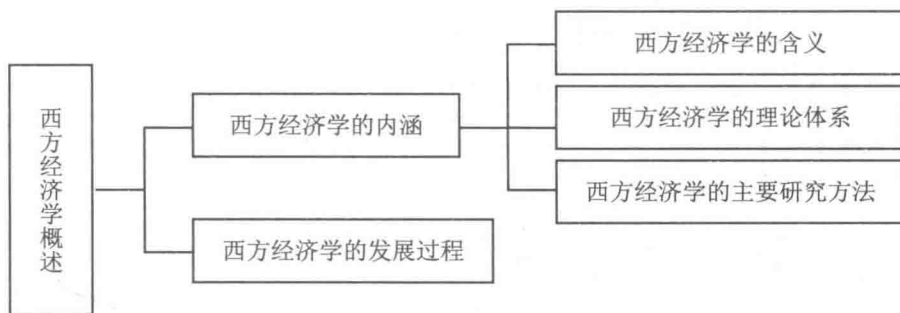 西方经济学概述
西方经济学的内涵
西方经济学的发展过程
西方经济学的含义
西方经济学的理论体系
西方经济学的主要研究方法